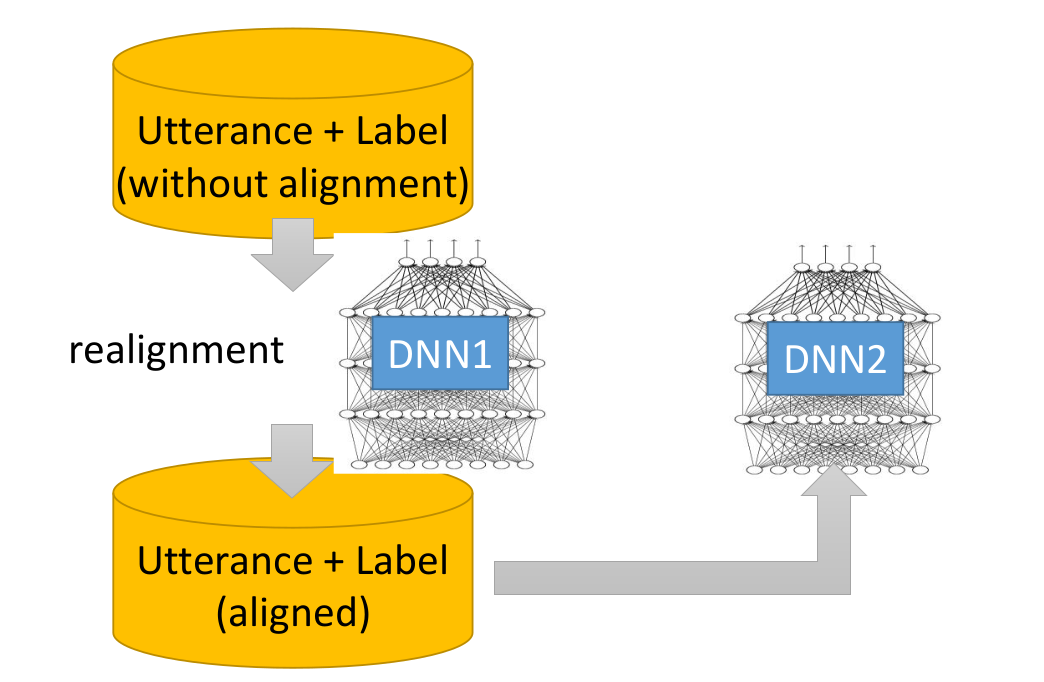 Utterance + Label
(without alignment)
realignment
DNN1
DNN2
Utterance + Label
(aligned)